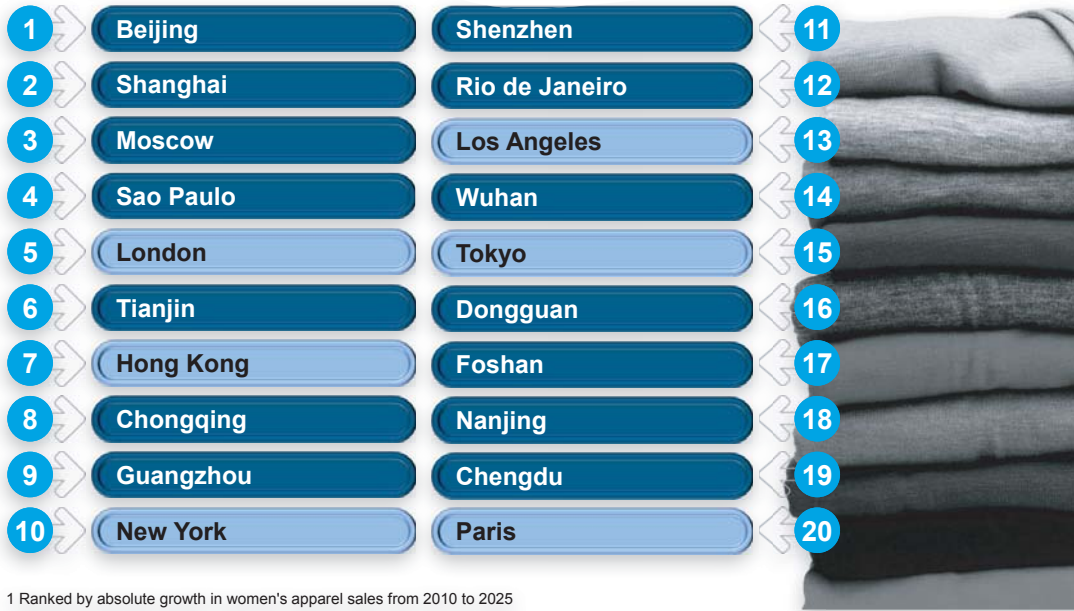 1 Beijing
2 Shanghai
3 Moscow
4 Sao Paulo
5 London
6 Tianjin
7 Hong Kong
8 Chongqing
9 Guangzhou
10 New York
Shenzhen 11
Rio de Janeiro 12
Los Angeles 13
Wuhan 14
Tokyo 15
Dongguan 16
Foshan 17
Nanjing 18
Chengdu 19
Paris 20
1 Ranked by absolute growth in women's apparel sales from 2010 to 2025